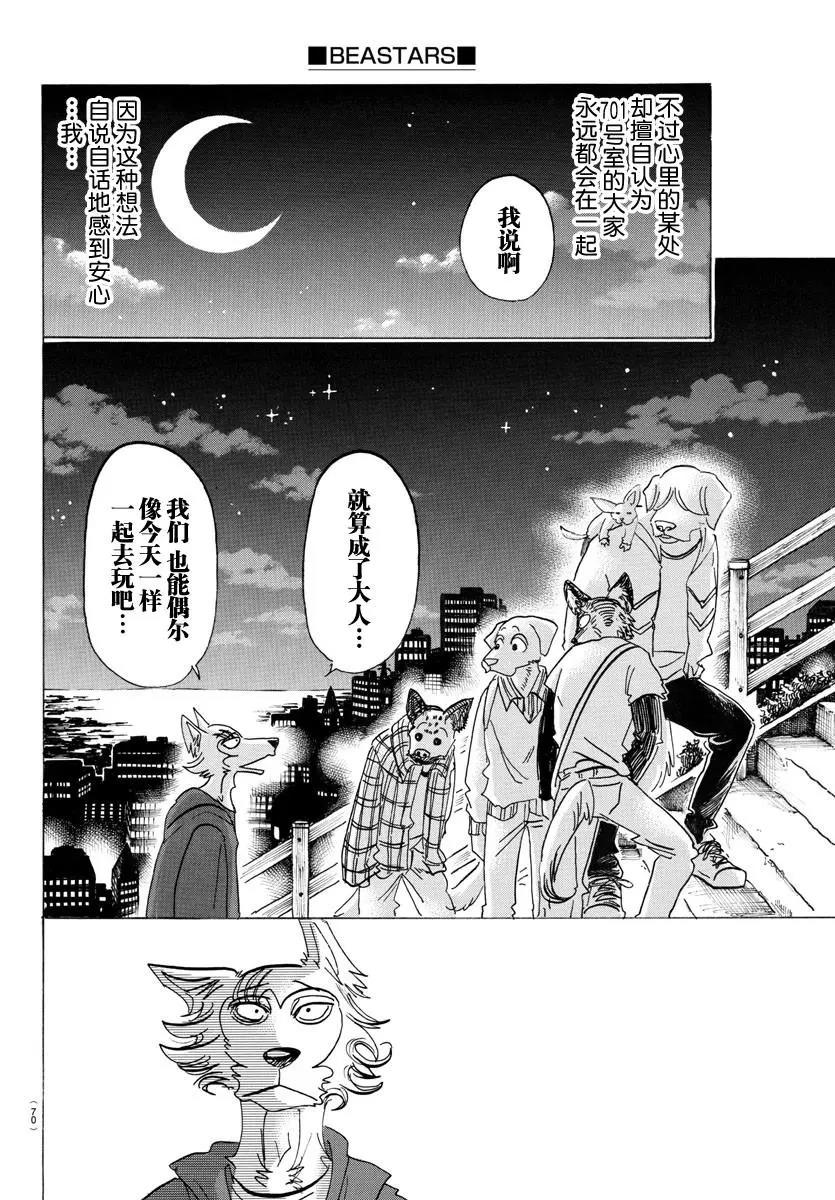 ■BEASTARS■
不过心里的某处
却擅自认为
701号室的大家
永远都会在一起
我说啊
因为这种想法
自说自话地感到安心
…我…
就算成了大人…
我们 也能偶尔
像今天一样
一起去玩吧…
(70)